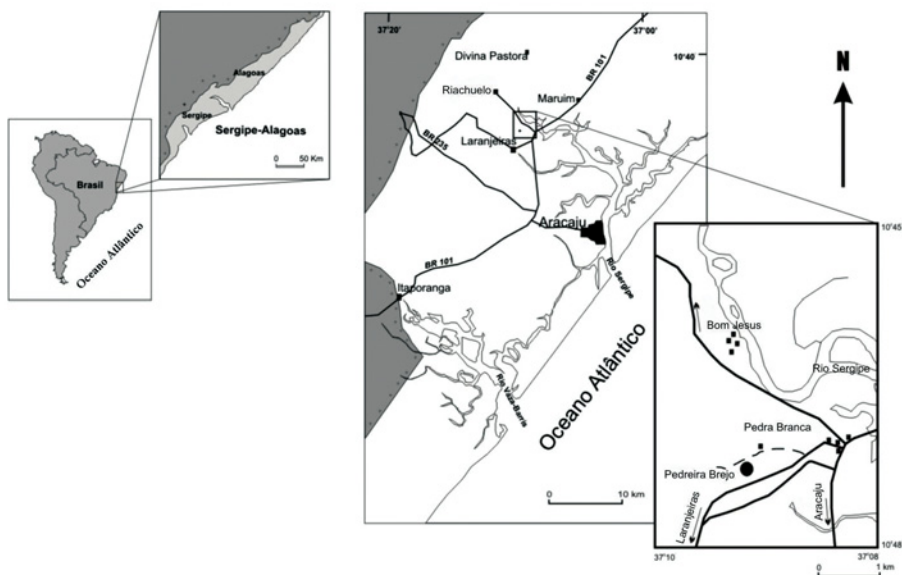 Brasil
Oceano Atlântico
Alagoas
Sergipe
Sergipe-Alagoas
0 50 Km
37°20' 37°00'
10°40
Divina Pastora
BR 101
Riachuelo
Maruim
Laranjeiras
BR 235
Aracaju
BR 101
Rio Sergipe
Itaporanga
Rio Vaza-Barris
Oceano Atlântico
0 10 km
N
10°45
Bom Jesus
Rio Sergipe
Pedra Branca
Pedreira Brejo
Laranjeiras
Aracaju
10°48
37°10 37°08
0 1 km